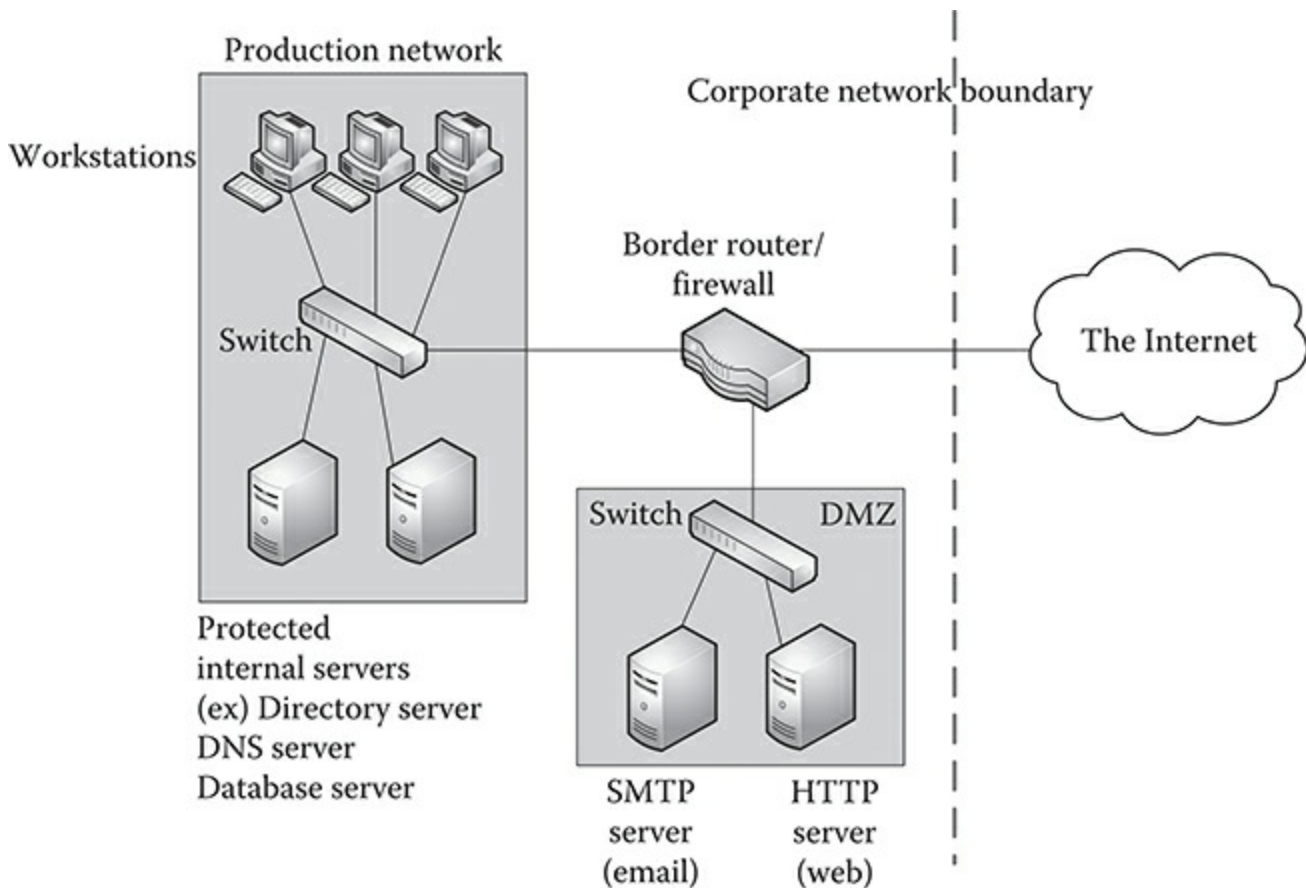 Production network
Corporate network boundary
Workstations
Border router/
firewall
Switch
The Internet
Switch
DMZ
Protected
internal servers
(ex) Directory server
DNS server
Database server
SMTP
server
(email)
HTTP
server
(web)